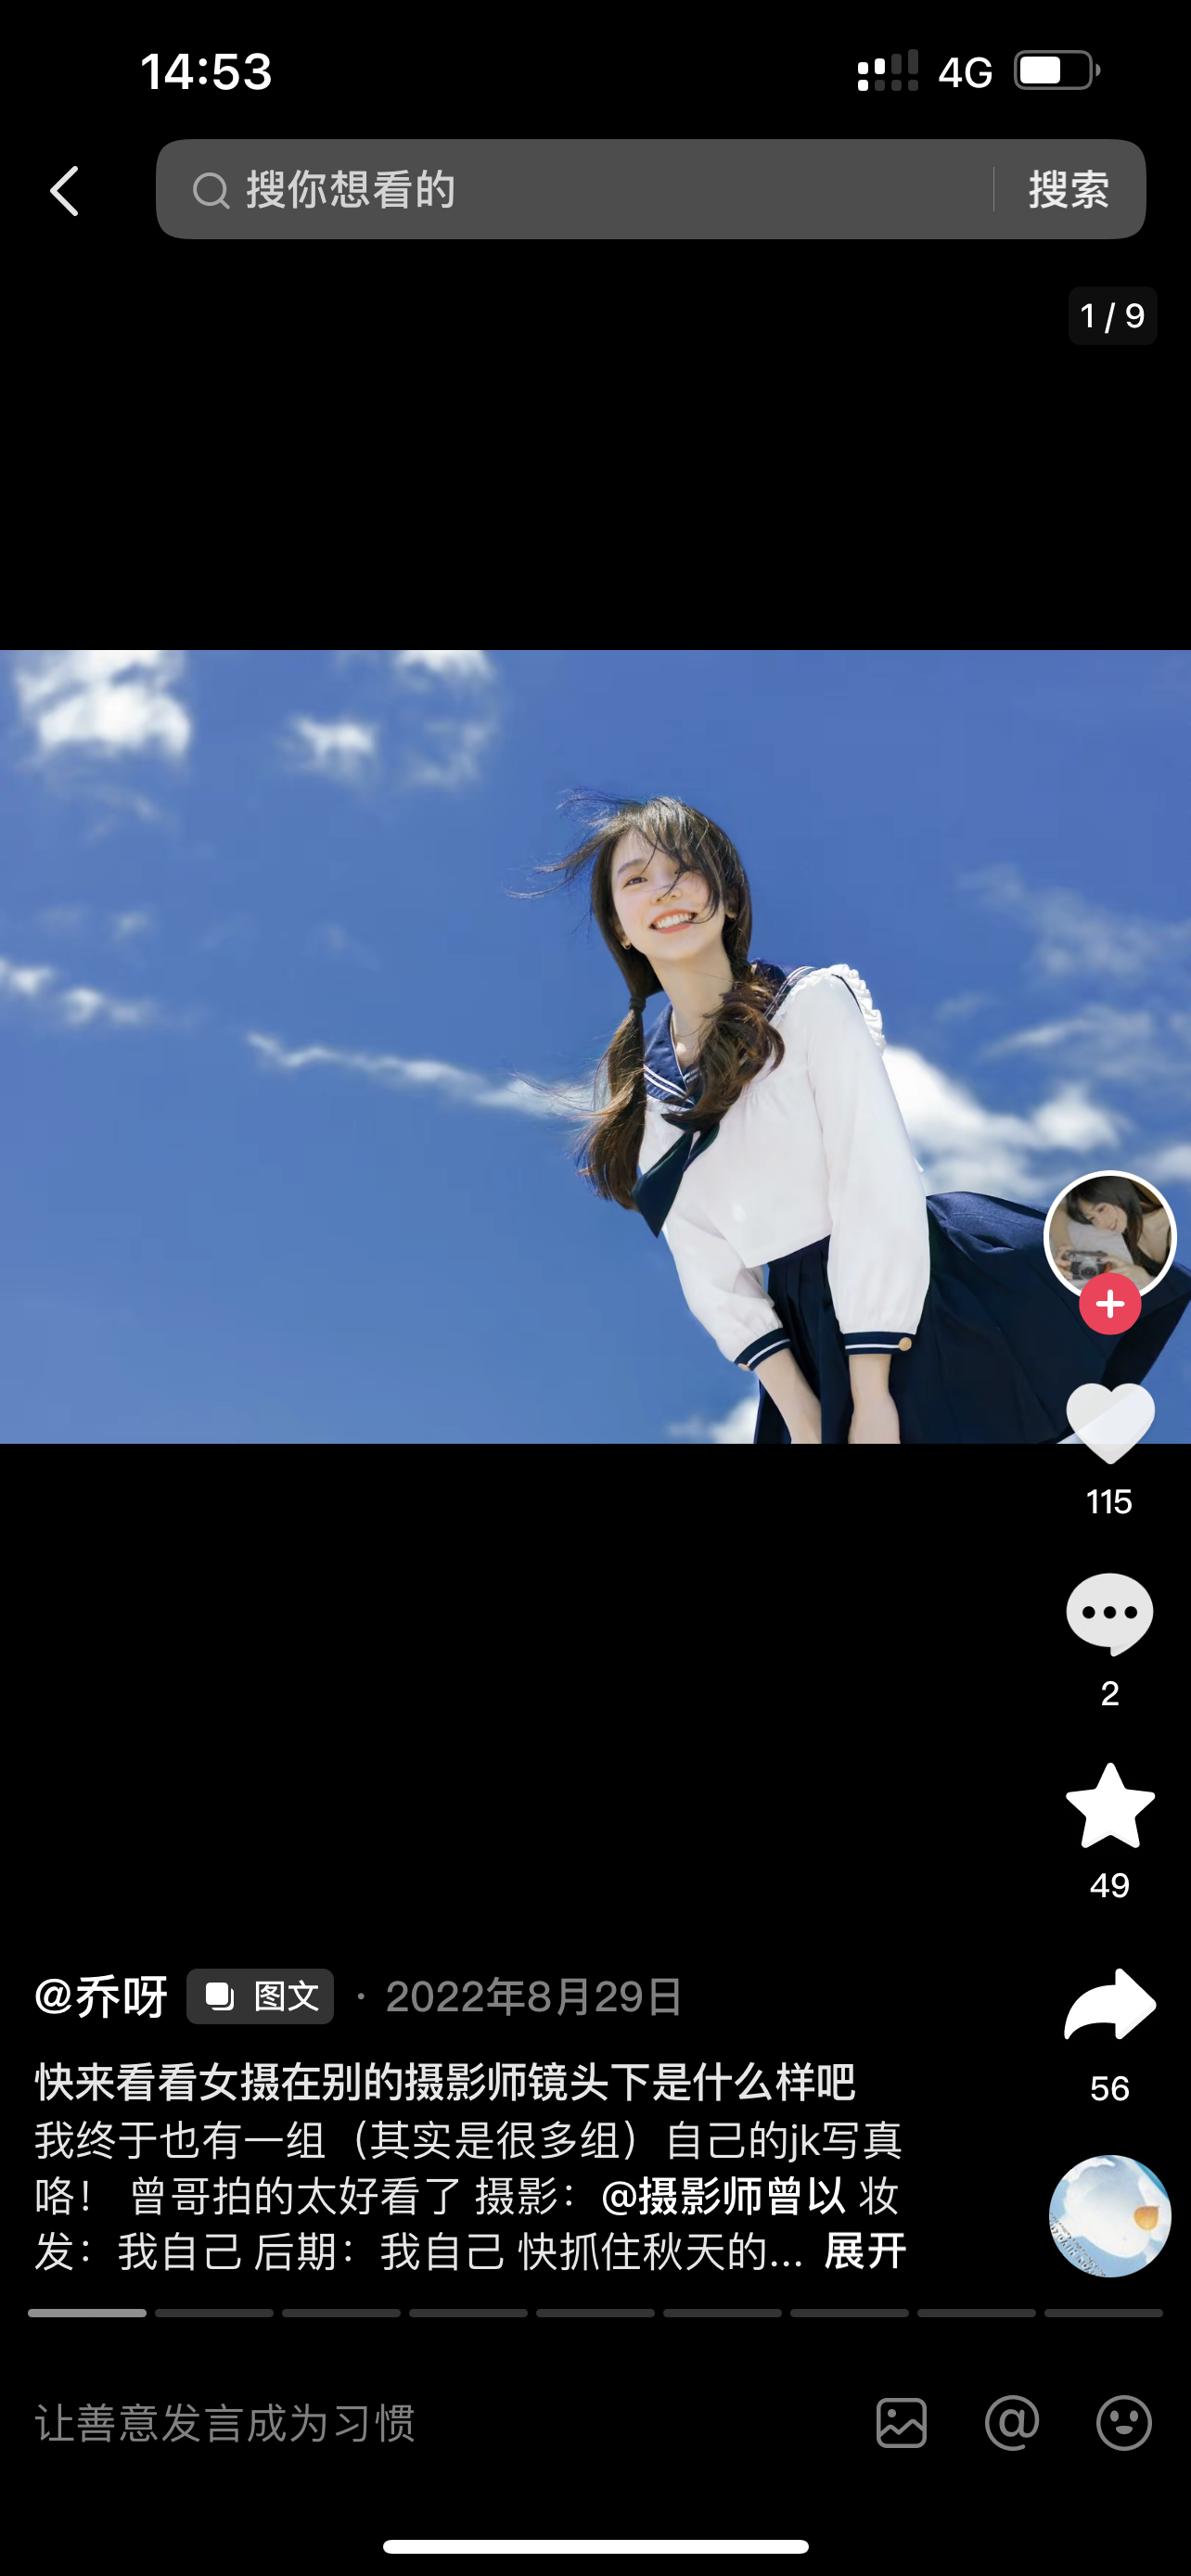 14:53
4G
搜你想看的
搜索
1 / 9
115
2
49
56
@乔呀 图文 · 2022年8月29日
快来看看女摄在别的摄影师镜头下是什么样吧
我终于也有一组（其实是很多组）自己的jk写真
咯！ 曾哥拍的太好看了 摄影：@摄影师曾以 妆
发：我自己 后期：我自己 快抓住秋天的... 展开
让善意发言成为习惯